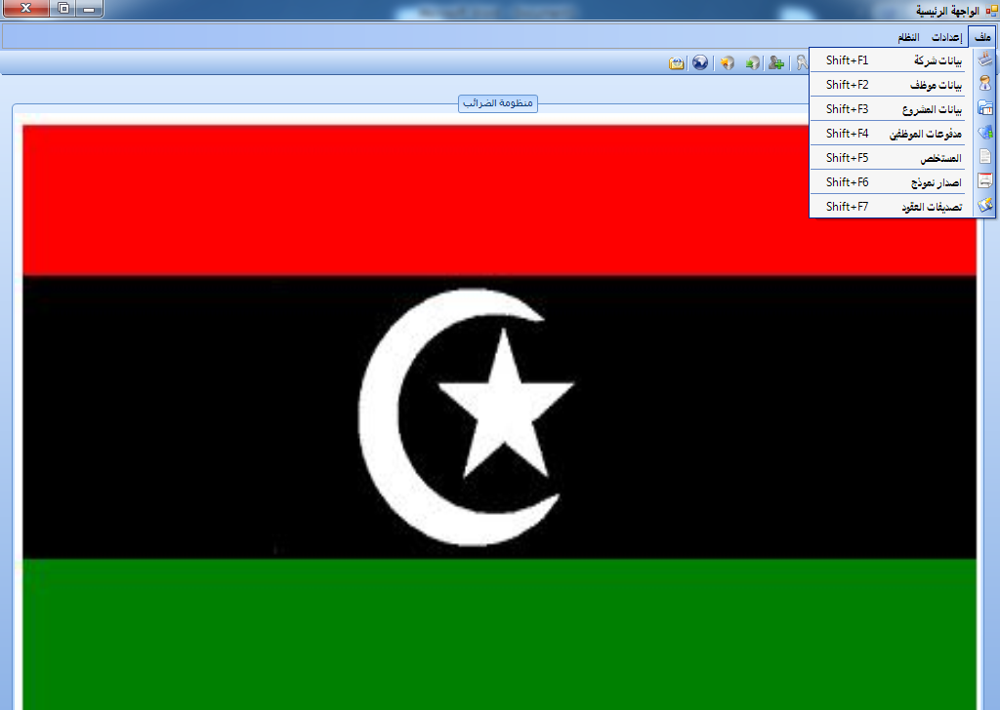 الواجهة الرئيسية
ملف إعدادات النظام
بيانات شركة Shift+F1
بيانات موظف Shift+F2
بيانات المشروع Shift+F3
مدفوعات الموظفين Shift+F4
المستخلص Shift+F5
اصدار نموذج Shift+F6
تصديقات العقود Shift+F7
منظومة الضرائب